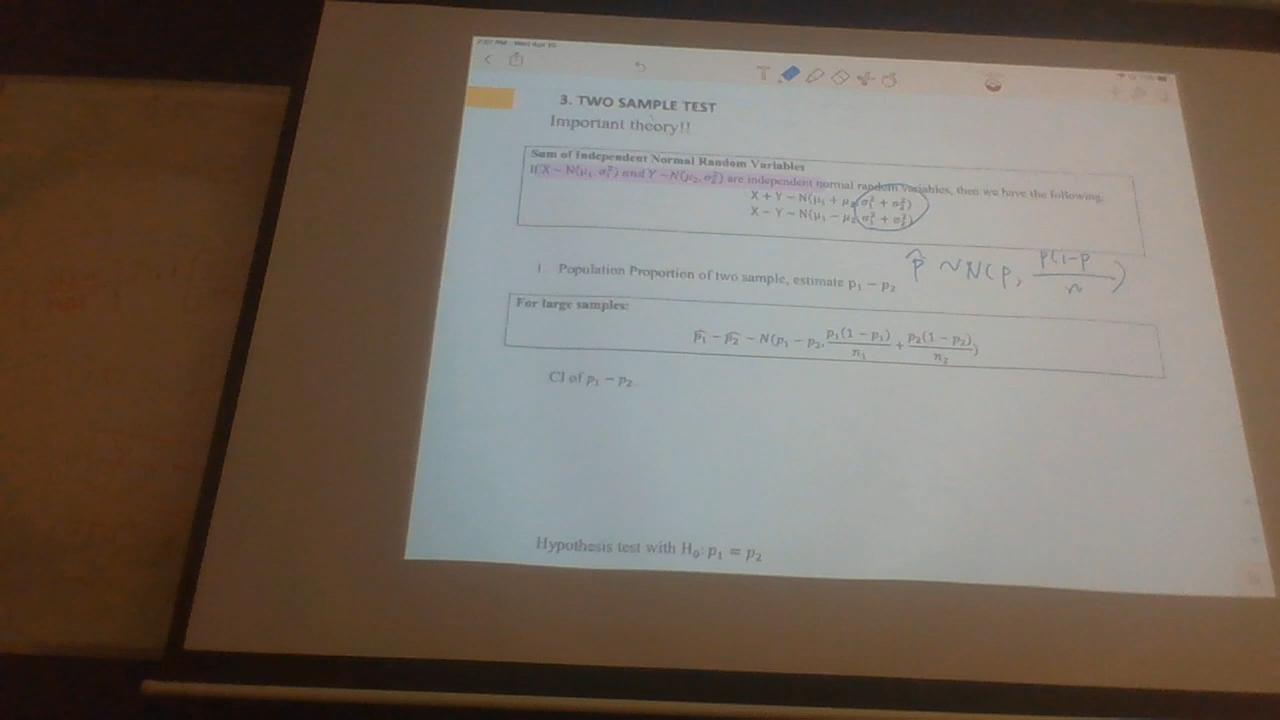 3. TWO SAMPLE TEST
Important theory!!
Sum of Independent Normal Random Variables
If X ~ N(μ₁, σ₁²) and Y ~ N(μ₂, σ₂²) are independent normal random variables, then we have the following:
X + Y ~ N(μ₁ + μ₂, σ₁² + σ₂²)
X − Y ~ N(μ₁ − μ₂, σ₁² + σ₂²)
1. Population Proportion of two sample, estimate p₁ − p₂
p̂ ~ N(p, p(1-p / n)
For large samples:
p̂₁ − p̂₂ ~ N(p₁ − p₂, p₁(1 − p₁) / n₁ + p₂(1 − p₂) / n₂)
CI of p₁ − p₂
Hypothesis test with H₀: p₁ = p₂